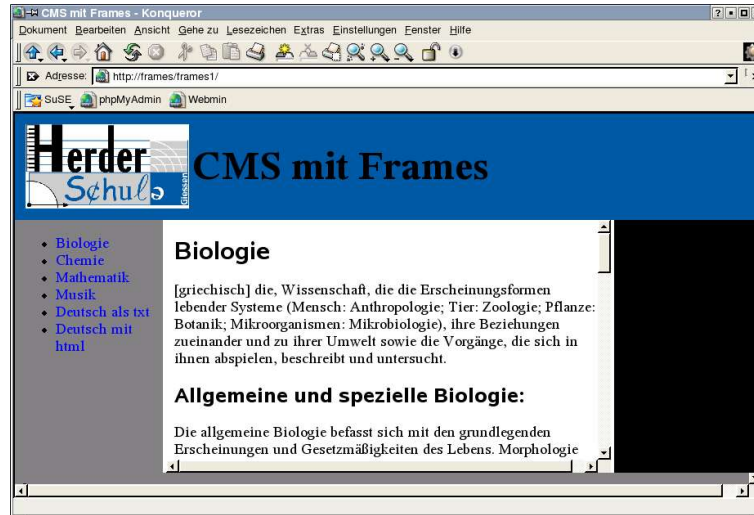 CMS mit Frames - Konqueror
Dokument Bearbeiten Ansicht Gehe zu Lesezeichen Extras Einstellungen Fenster Hilfe
Adresse: http://frames/frames1/
SuSE phpMyAdmin Webmin
Herder
Schule
Giessen
CMS mit Frames
Biologie
Chemie
Mathematik
Musik
Deutsch als txt
Deutsch mit
html
Biologie
[griechisch] die, Wissenschaft, die die Erscheinungsformen
lebender Systeme (Mensch: Anthropologie; Tier: Zoologie; Pflanze:
Botanik; Mikroorganismen: Mikrobiologie), ihre Beziehungen
zueinander und zu ihrer Umwelt sowie die Vorgänge, die sich in
ihnen abspielen, beschreibt und untersucht.
Allgemeine und spezielle Biologie:
Die allgemeine Biologie befasst sich mit den grundlegenden
Erscheinungen und Gesetzmäßigkeiten des Lebens. Morphologie